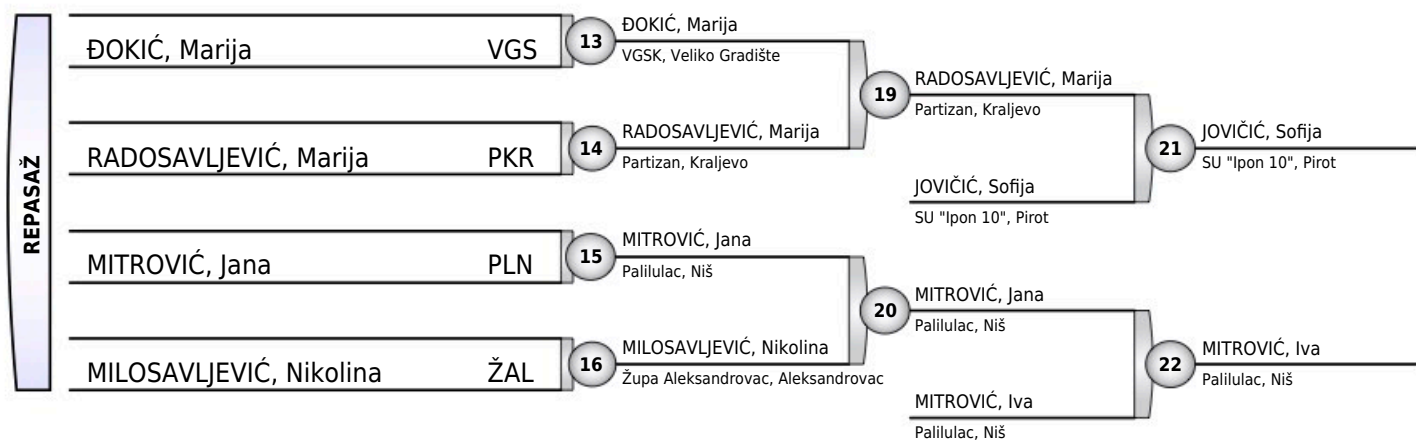 REPASAŽ
ĐOKIĆ, Marija VGS
13
ĐOKIĆ, Marija
VGSK, Veliko Gradište
RADOSAVLJEVIĆ, Marija PKR
14
RADOSAVLJEVIĆ, Marija
Partizan, Kraljevo
19
RADOSAVLJEVIĆ, Marija
Partizan, Kraljevo
JOVIČIĆ, Sofija
SU "Ipon 10", Pirot
21
JOVIČIĆ, Sofija
SU "Ipon 10", Pirot
MITROVIĆ, Jana PLN
15
MITROVIĆ, Jana
Palilulac, Niš
MILOSAVLJEVIĆ, Nikolina ŽAL
16
MILOSAVLJEVIĆ, Nikolina
Župa Aleksandrovac, Aleksandrovac
20
MITROVIĆ, Jana
Palilulac, Niš
MITROVIĆ, Iva
Palilulac, Niš
22
MITROVIĆ, Iva
Palilulac, Niš